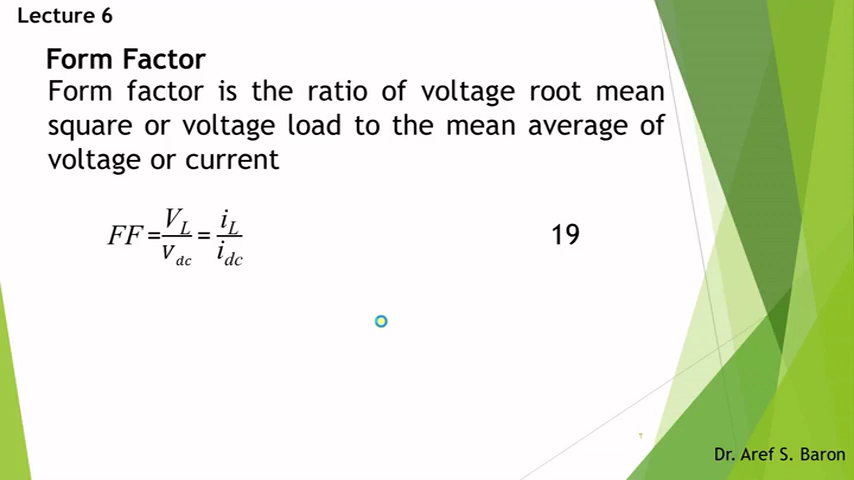 Lecture 6
Form Factor
Form factor is the ratio of voltage root mean
square or voltage load to the mean average of
voltage or current
FF = V_L / v_dc = i_L / i_dc 19
Dr. Aref S. Baron